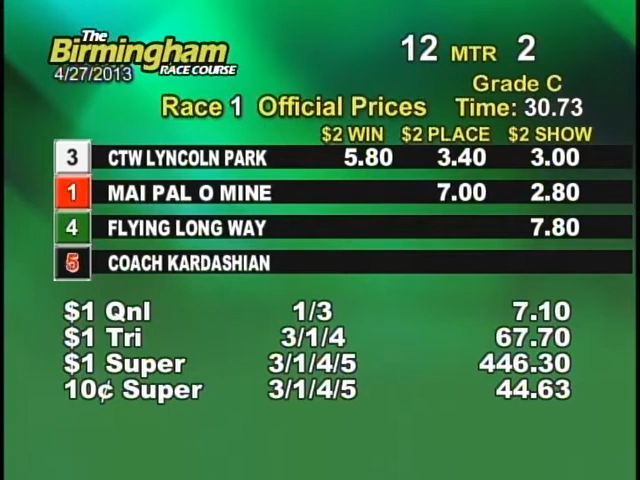 The
Birmingham
RACE COURSE
4/27/2013
12 MTR 2
Grade C
Race 1 Official Prices Time: 30.73
$2 WIN $2 PLACE $2 SHOW
3 CTW LYNCOLN PARK 5.80 3.40 3.00
1 MAI PAL O MINE 7.00 2.80
4 FLYING LONG WAY 7.80
5 COACH KARDASHIAN
$1 Qnl 1/3 7.10
$1 Tri 3/1/4 67.70
$1 Super 3/1/4/5 446.30
10¢ Super 3/1/4/5 44.63